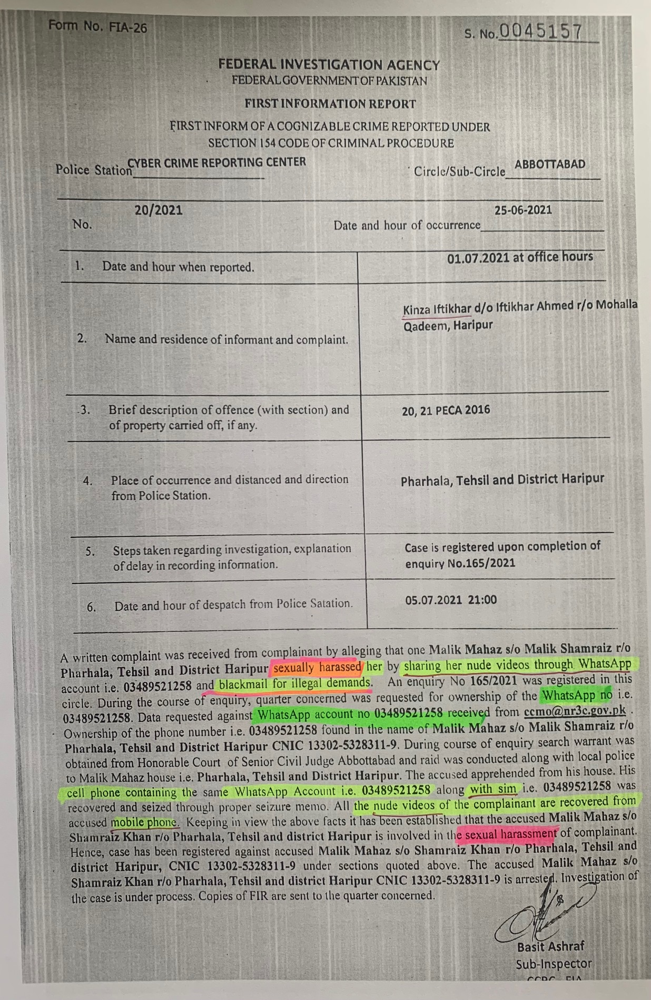 Form No. FIA-26
S. No. 0045157
FEDERAL INVESTIGATION AGENCY
FEDERAL GOVERNMENT OF PAKISTAN
FIRST INFORMATION REPORT
FIRST INFORM OF A COGNIZABLE CRIME REPORTED UNDER
SECTION 154 CODE OF CRIMINAL PROCEDURE
Police Station CYBER CRIME REPORTING CENTER
Circle/Sub-Circle ABBOTTABAD
No. 20/2021
Date and hour of occurrence 25-06-2021
1. Date and hour when reported.
01.07.2021 at office hours
2. Name and residence of informant and complaint.
Kinza Iftikhar d/o Iftikhar Ahmed r/o Mohalla
Qadeem, Haripur
3. Brief description of offence (with section) and
of property carried off, if any.
20, 21 PECA 2016
4. Place of occurrence and distanced and direction
from Police Station.
Pharhala, Tehsil and District Haripur
5. Steps taken regarding investigation, explanation
of delay in recording information.
Case is registered upon completion of
enquiry No.165/2021
6. Date and hour of despatch from Police Satation.
05.07.2021 21:00
A written complaint was received from complainant by alleging that one Malik Mahaz s/o Malik Shamraiz r/o
Pharhala, Tehsil and District Haripur sexually harassed her by sharing her nude videos through WhatsApp
account i.e. 03489521258 and blackmail for illegal demands. An enquiry No 165/2021 was registered in this
circle. During the course of enquiry, quarter concerned was requested for ownership of the WhatsApp no i.e.
03489521258. Data requested against WhatsApp account no 03489521258 received from ccmo@nr3c.gov.pk .
Ownership of the phone number i.e. 03489521258 found in the name of Malik Mahaz s/o Malik Shamraiz r/o
Pharhala, Tehsil and District Haripur CNIC 13302-5328311-9. During course of enquiry search warrant was
obtained from Honorable Court of Senior Civil Judge Abbottabad and raid was conducted along with local police
to Malik Mahaz house i.e. Pharhala, Tehsil and District Haripur. The accused apprehended from his house. His
cell phone containing the same WhatsApp Account i.e. 03489521258 along with sim i.e. 03489521258 was
recovered and seized through proper seizure memo. All the nude videos of the complainant are recovered from
accused mobile phone. Keeping in view the above facts it has been established that the accused Malik Mahaz s/o
Shamraiz Khan r/o Pharhala, Tehsil and district Haripur is involved in the sexual harassment of complainant.
Hence, case has been registered against accused Malik Mahaz s/o Shamraiz Khan r/o Pharhala, Tehsil and
district Haripur, CNIC 13302-5328311-9 under sections quoted above. The accused Malik Mahaz s/o
Shamraiz Khan r/o Pharhala, Tehsil and district Haripur CNIC 13302-5328311-9 is arrested. Investigation of
the case is under process. Copies of FIR are sent to the quarter concerned.
Basit Ashraf
Sub-Inspector